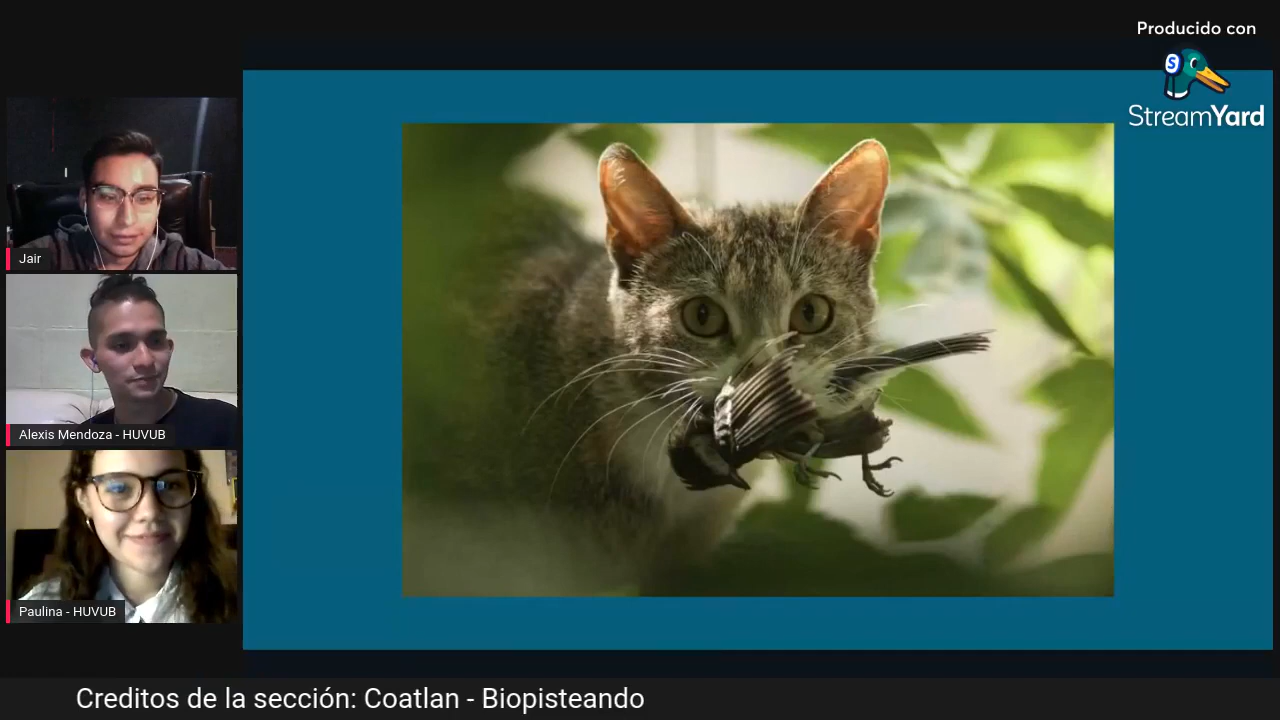 Producido con
S
StreamYard
Jair
Alexis Mendoza - HUVUB
Paulina - HUVUB
Creditos de la sección: Coatlan - Biopisteando